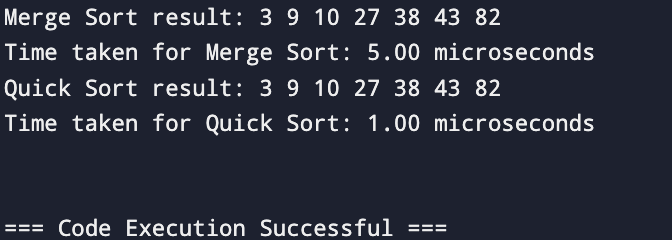 Merge Sort result: 3 9 10 27 38 43 82
Time taken for Merge Sort: 5.00 microseconds
Quick Sort result: 3 9 10 27 38 43 82
Time taken for Quick Sort: 1.00 microseconds
=== Code Execution Successful ===